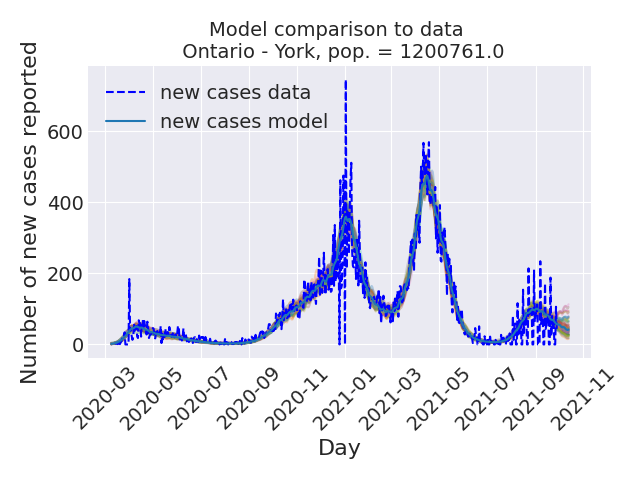 Model comparison to data
Ontario - York, pop. = 1200761.0
Number of new cases reported
new cases data
new cases model
600
400
200
0
2020-03
2020-05
2020-07
2020-09
2020-11
2021-01
2021-03
2021-05
2021-07
2021-09
2021-11
Day